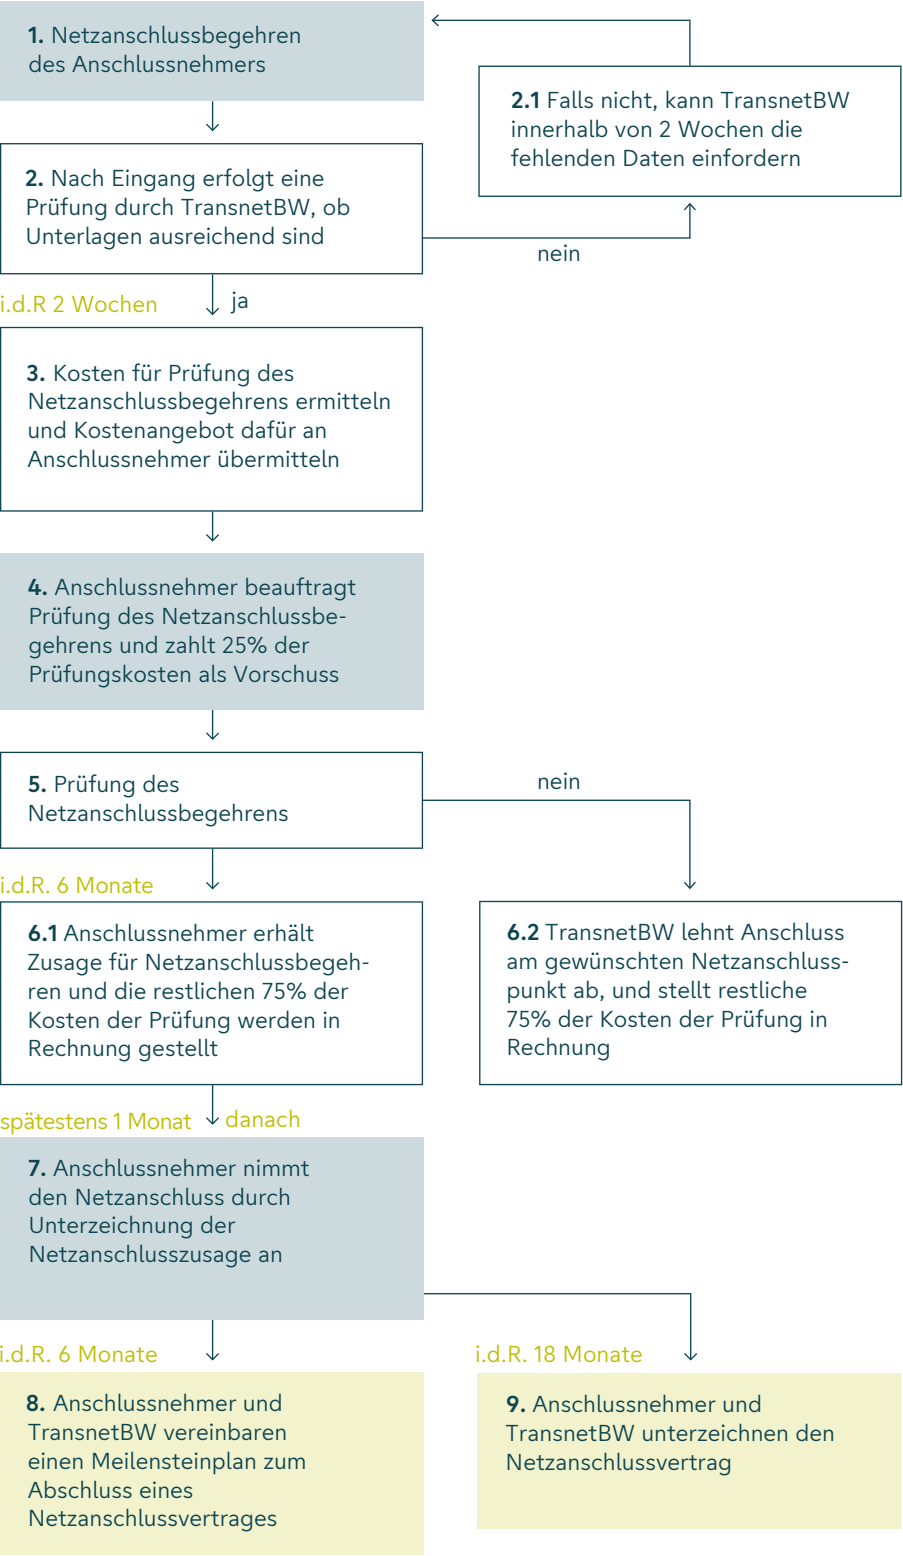 1. Netzanschlussbegehren
des Anschlussnehmers
2.1 Falls nicht, kann TransnetBW
innerhalb von 2 Wochen die
fehlenden Daten einfordern
2. Nach Eingang erfolgt eine
Prüfung durch TransnetBW, ob
Unterlagen ausreichend sind
nein
i.d.R 2 Wochen
ja
3. Kosten für Prüfung des
Netzanschlussbegehrens ermitteln
und Kostenangebot dafür an
Anschlussnehmer übermitteln
4. Anschlussnehmer beauftragt
Prüfung des Netzanschlussbe-
gehrens und zahlt 25% der
Prüfungskosten als Vorschuss
5. Prüfung des
Netzanschlussbegehrens
nein
i.d.R. 6 Monate
6.1 Anschlussnehmer erhält
Zusage für Netzanschlussbegeh-
ren und die restlichen 75% der
Kosten der Prüfung werden in
Rechnung gestellt
6.2 TransnetBW lehnt Anschluss
am gewünschten Netzanschluss-
punkt ab, und stellt restliche
75% der Kosten der Prüfung in
Rechnung
spätestens 1 Monat danach
7. Anschlussnehmer nimmt
den Netzanschluss durch
Unterzeichnung der
Netzanschlusszusage an
i.d.R. 6 Monate
i.d.R. 18 Monate
8. Anschlussnehmer und
TransnetBW vereinbaren
einen Meilensteinplan zum
Abschluss eines
Netzanschlussvertrages
9. Anschlussnehmer und
TransnetBW unterzeichnen den
Netzanschlussvertrag